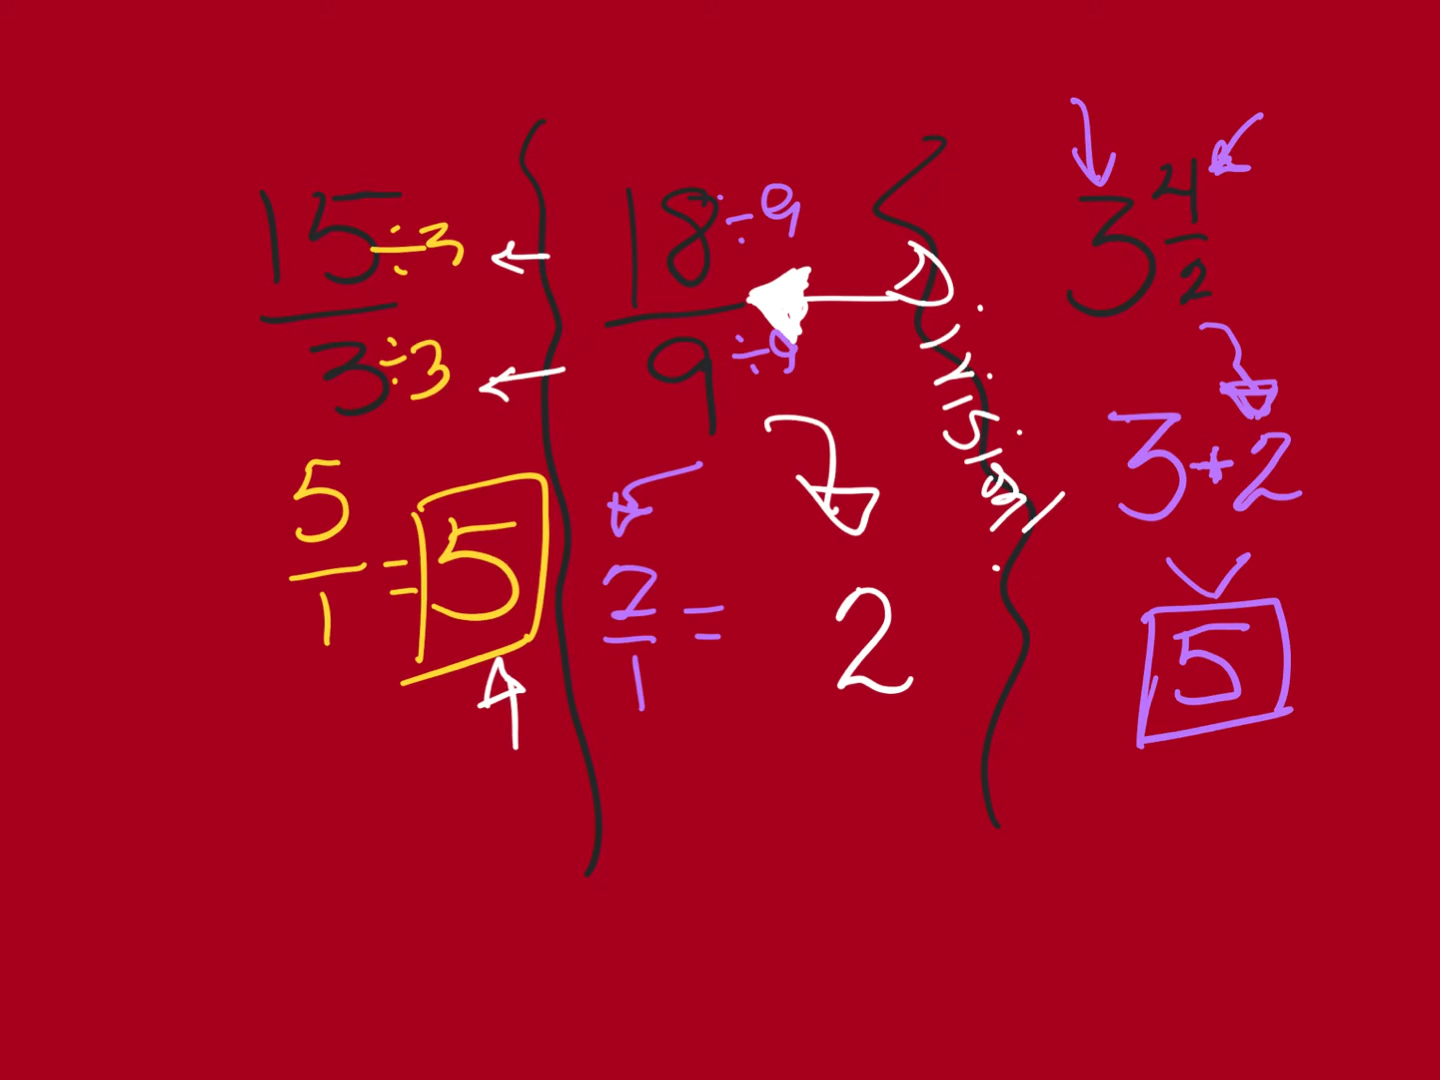 15 ÷3
3 ÷3
5/1 = 5
18 ÷9
9 ÷9
2/1 = 2
Division!
3 4/2
3+2
5